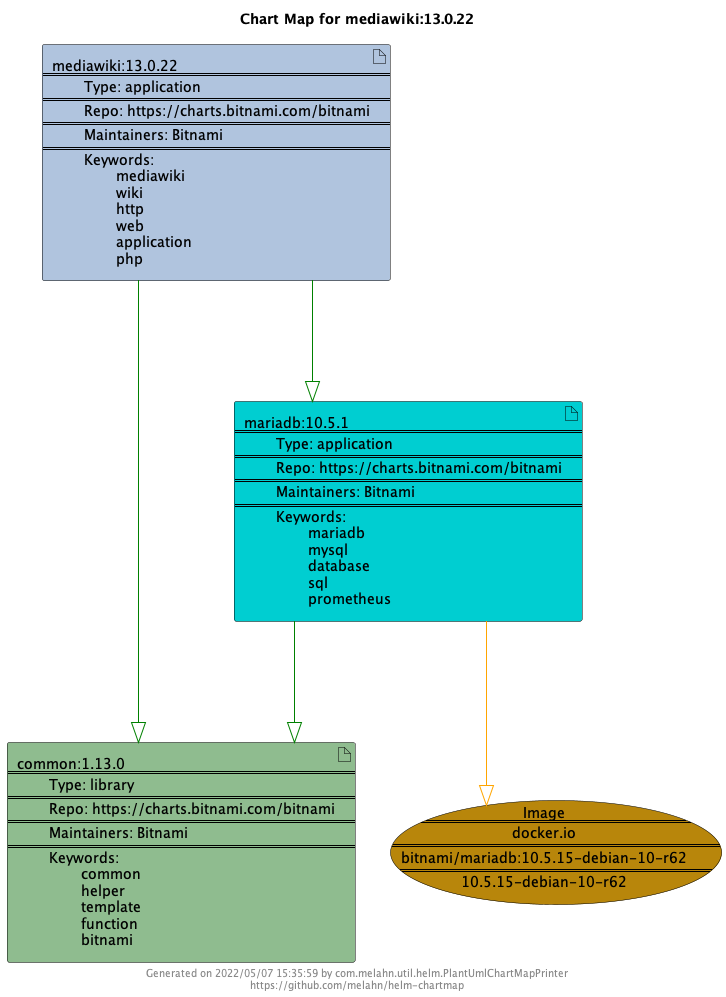 Chart Map for mediawiki:13.0.22
mediawiki:13.0.22
Type: application
Repo: https://charts.bitnami.com/bitnami
Maintainers: Bitnami
Keywords:
mediawiki
wiki
http
web
application
php
mariadb:10.5.1
Type: application
Repo: https://charts.bitnami.com/bitnami
Maintainers: Bitnami
Keywords:
mariadb
mysql
database
sql
prometheus
common:1.13.0
Type: library
Repo: https://charts.bitnami.com/bitnami
Maintainers: Bitnami
Keywords:
common
helper
template
function
bitnami
Image
docker.io
bitnami/mariadb:10.5.15-debian-10-r62
10.5.15-debian-10-r62
Generated on 2022/05/07 15:35:59 by com.melahn.util.helm.PlantUmlChartMapPrinter
https://github.com/melahn/helm-chartmap